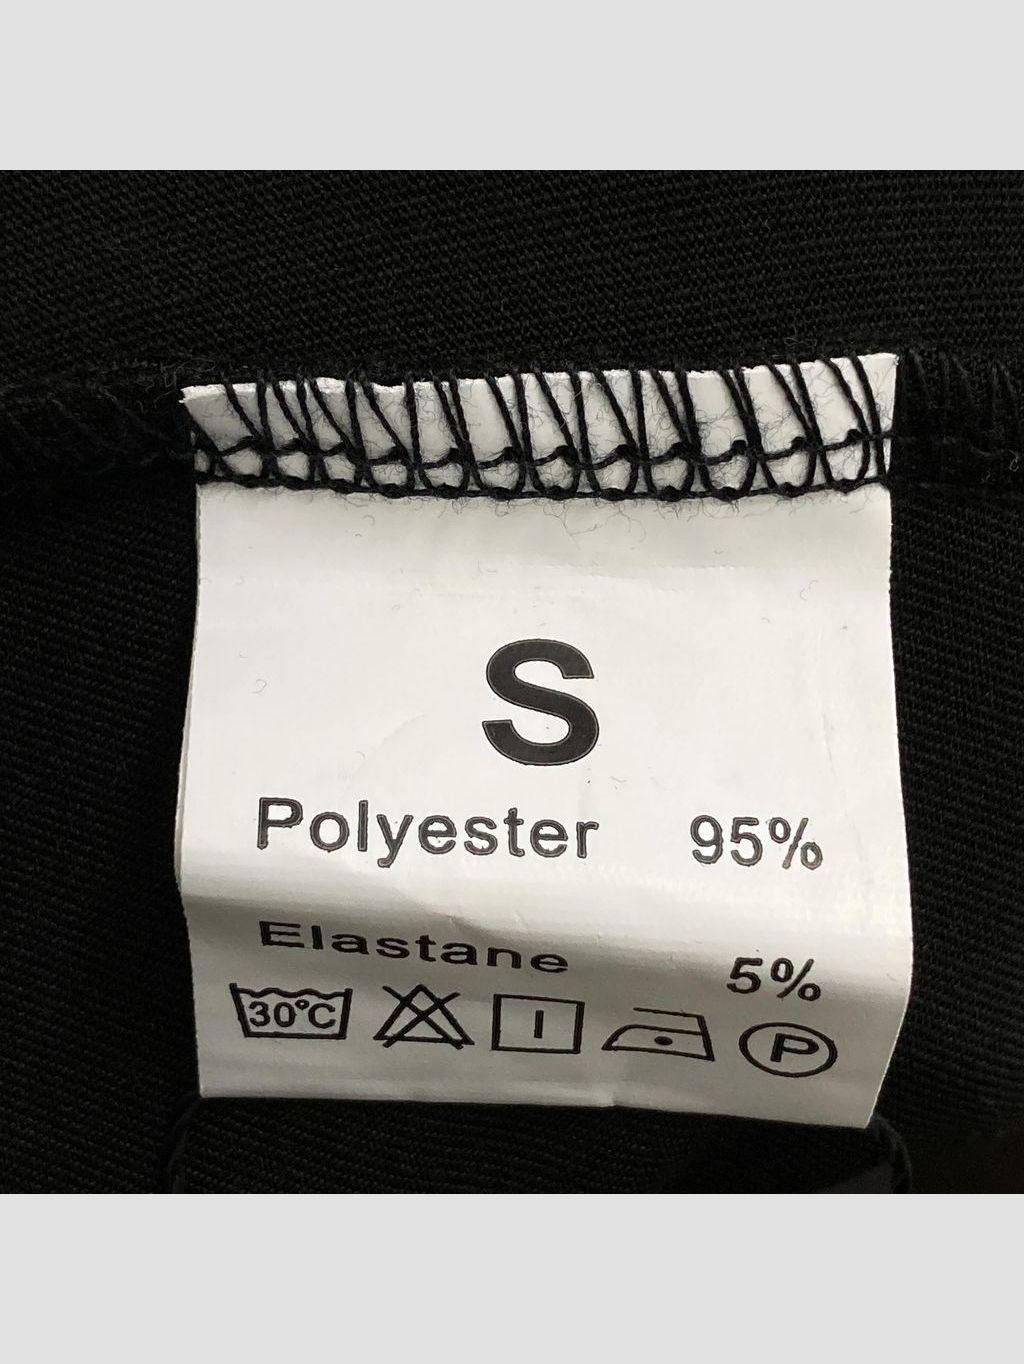 S
Polyester 95%
Elastane 5%
30°C P